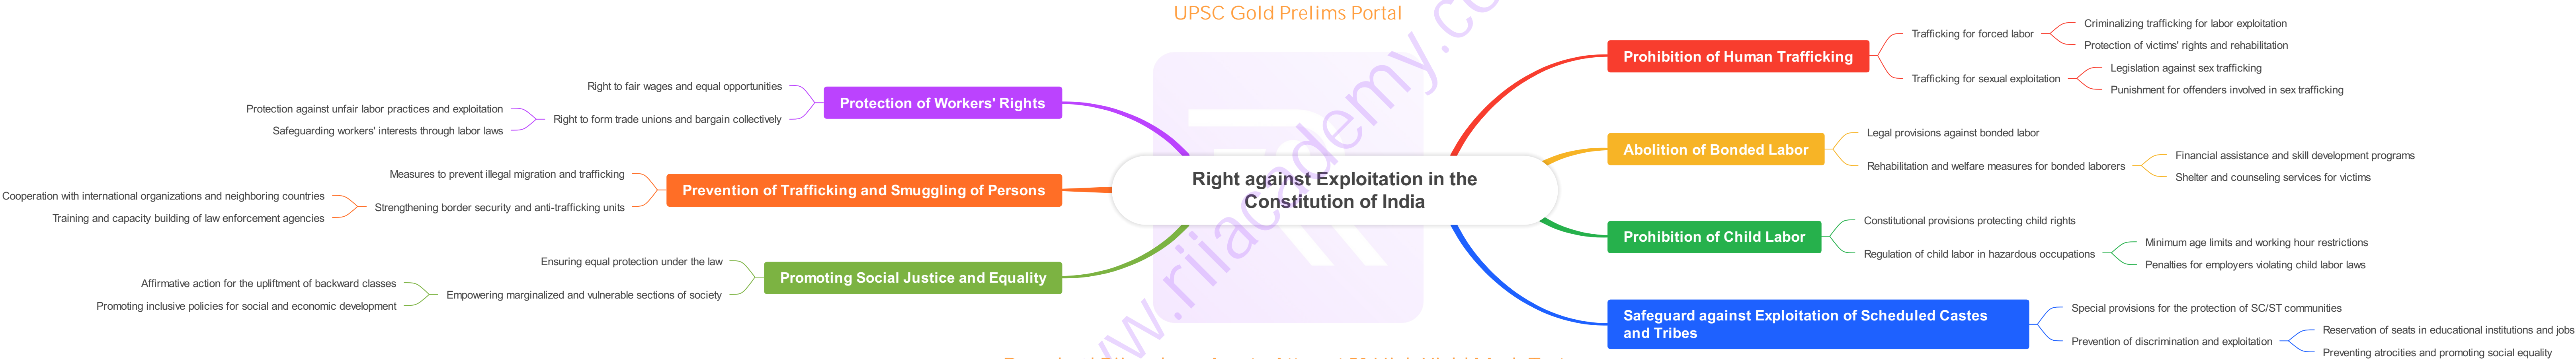 UPSC Gold Prelims Portal
Right against Exploitation in the
Constitution of India
Prohibition of Human Trafficking
Trafficking for forced labor
Criminalizing trafficking for labor exploitation
Protection of victims' rights and rehabilitation
Trafficking for sexual exploitation
Legislation against sex trafficking
Punishment for offenders involved in sex trafficking
Abolition of Bonded Labor
Legal provisions against bonded labor
Rehabilitation and welfare measures for bonded laborers
Financial assistance and skill development programs
Shelter and counseling services for victims
Prohibition of Child Labor
Constitutional provisions protecting child rights
Regulation of child labor in hazardous occupations
Minimum age limits and working hour restrictions
Penalties for employers violating child labor laws
Safeguard against Exploitation of Scheduled Castes
and Tribes
Special provisions for the protection of SC/ST communities
Prevention of discrimination and exploitation
Reservation of seats in educational institutions and jobs
Preventing atrocities and promoting social equality
Protection of Workers' Rights
Right to fair wages and equal opportunities
Right to form trade unions and bargain collectively
Protection against unfair labor practices and exploitation
Safeguarding workers' interests through labor laws
Prevention of Trafficking and Smuggling of Persons
Measures to prevent illegal migration and trafficking
Strengthening border security and anti-trafficking units
Cooperation with international organizations and neighboring countries
Training and capacity building of law enforcement agencies
Promoting Social Justice and Equality
Ensuring equal protection under the law
Empowering marginalized and vulnerable sections of society
Affirmative action for the upliftment of backward classes
Promoting inclusive policies for social and economic development